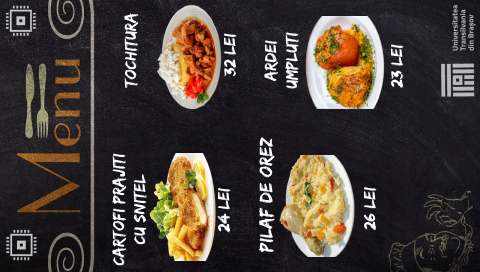 Menu
CARTOFI PRAJITI
CU SNITEL
24 LEI
TOCHITURA
32 LEI
PILAF DE OREZ
26 LEI
ARDEI
UMPLUTI
23 LEI
Universitatea
Transilvania
din Brașov